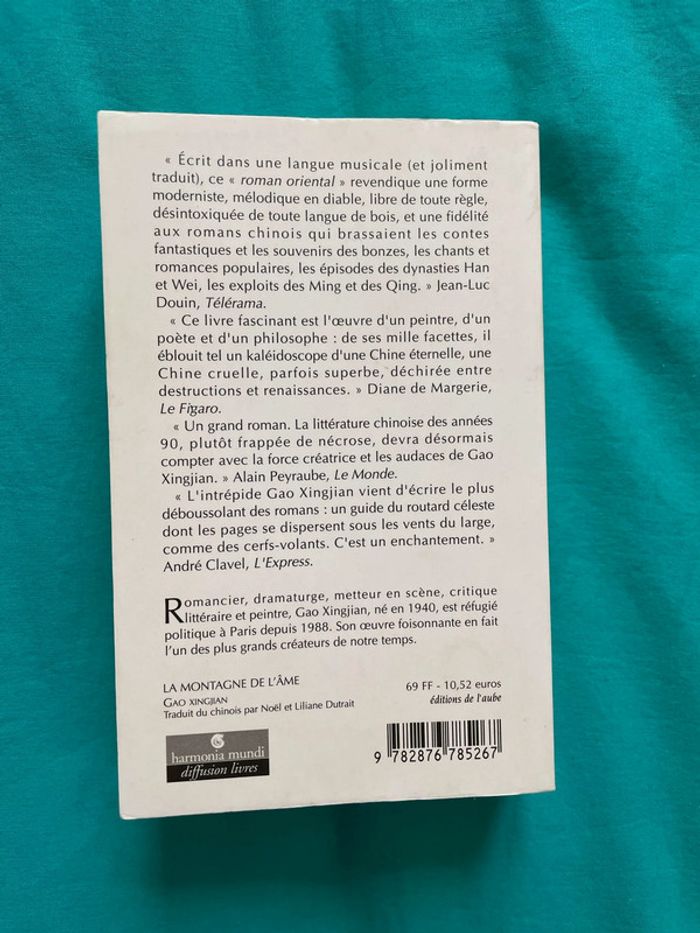 « Écrit dans une langue musicale (et joliment
traduit), ce « roman oriental » revendique une forme
moderniste, mélodique en diable, libre de toute règle,
désintoxiquée de toute langue de bois, et une fidélité
aux romans chinois qui brassaient les contes
fantastiques et les souvenirs des bonzes, les chants et
romances populaires, les épisodes des dynasties Han
et Wei, les exploits des Ming et des Qing. » Jean-Luc
Douin, Télérama.
« Ce livre fascinant est l'œuvre d'un peintre, d'un
poète et d'un philosophe : de ses mille facettes, il
éblouit tel un kaléidoscope d'une Chine éternelle, une
Chine cruelle, parfois superbe, déchirée entre
destructions et renaissances. » Diane de Margerie,
Le Figaro.
« Un grand roman. La littérature chinoise des années
90, plutôt frappée de nécrose, devra désormais
compter avec la force créatrice et les audaces de Gao
Xingjian. » Alain Peyraube, Le Monde.
« L'intrépide Gao Xingjian vient d'écrire le plus
déboussolant des romans : un guide du routard céleste
dont les pages se dispersent sous les vents du large,
comme des cerfs-volants. C'est un enchantement. »
André Clavel, L'Express.
Romancier, dramaturge, metteur en scène, critique
littéraire et peintre, Gao Xingjian, né en 1940, est réfugié
politique à Paris depuis 1988. Son œuvre foisonnante en fait
l'un des plus grands créateurs de notre temps.
LA MONTAGNE DE L'ÂME
GAO XINGJIAN
Traduit du chinois par Noël et Liliane Dutrait
69 FF - 10,52 euros
éditions de l'aube
harmonia mundi
diffusion livres
9 782876 785267